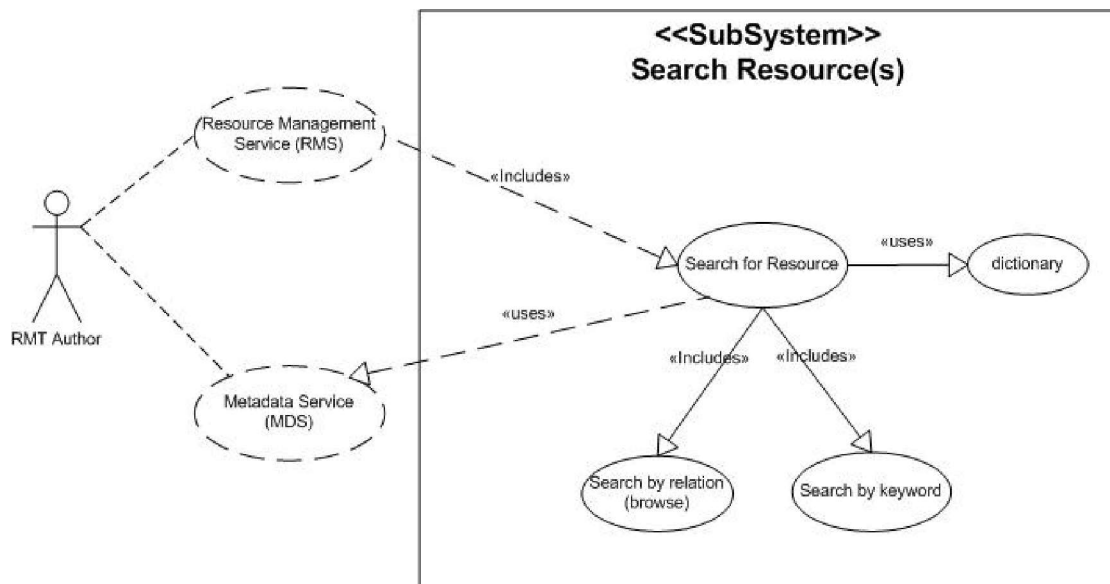 <<SubSystem>>
Search Resource(s)
Resource Management
Service (RMS)
«Includes»
RMT Author
Search for Resource
«uses»
dictionary
«uses»
Metadata Service
(MDS)
«Includes»
«Includes»
Search by relation
(browse)
Search by keyword